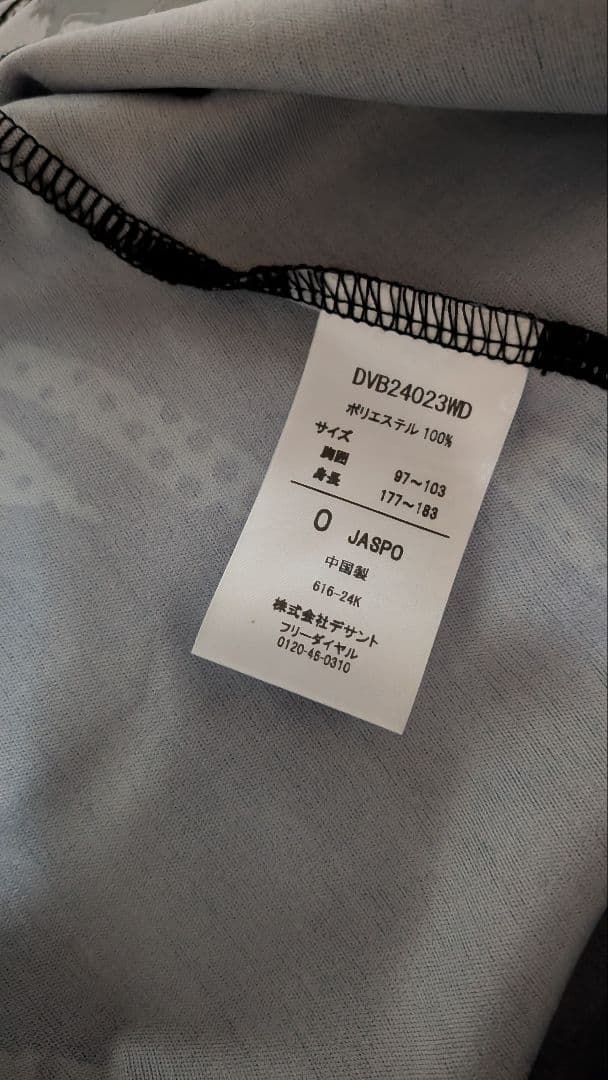 DVB24023WD
ポリエステル 100%
サイズ
胸囲 97〜103
身長 177〜183
O JASPO
中国製
616-24K
株式会社デサント
フリーダイヤル
0120-46-0310